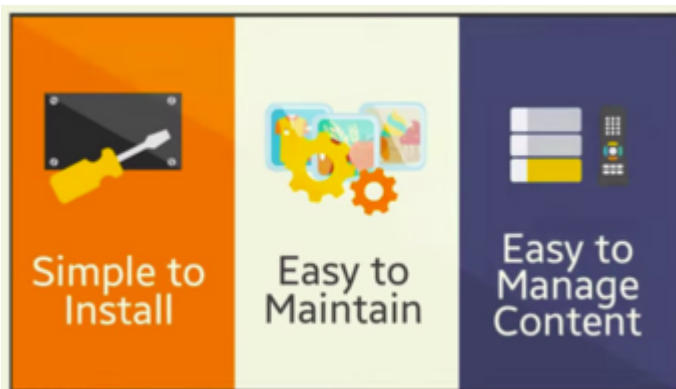 Simple to
Install
Easy to
Maintain
Easy to
Manage
Content